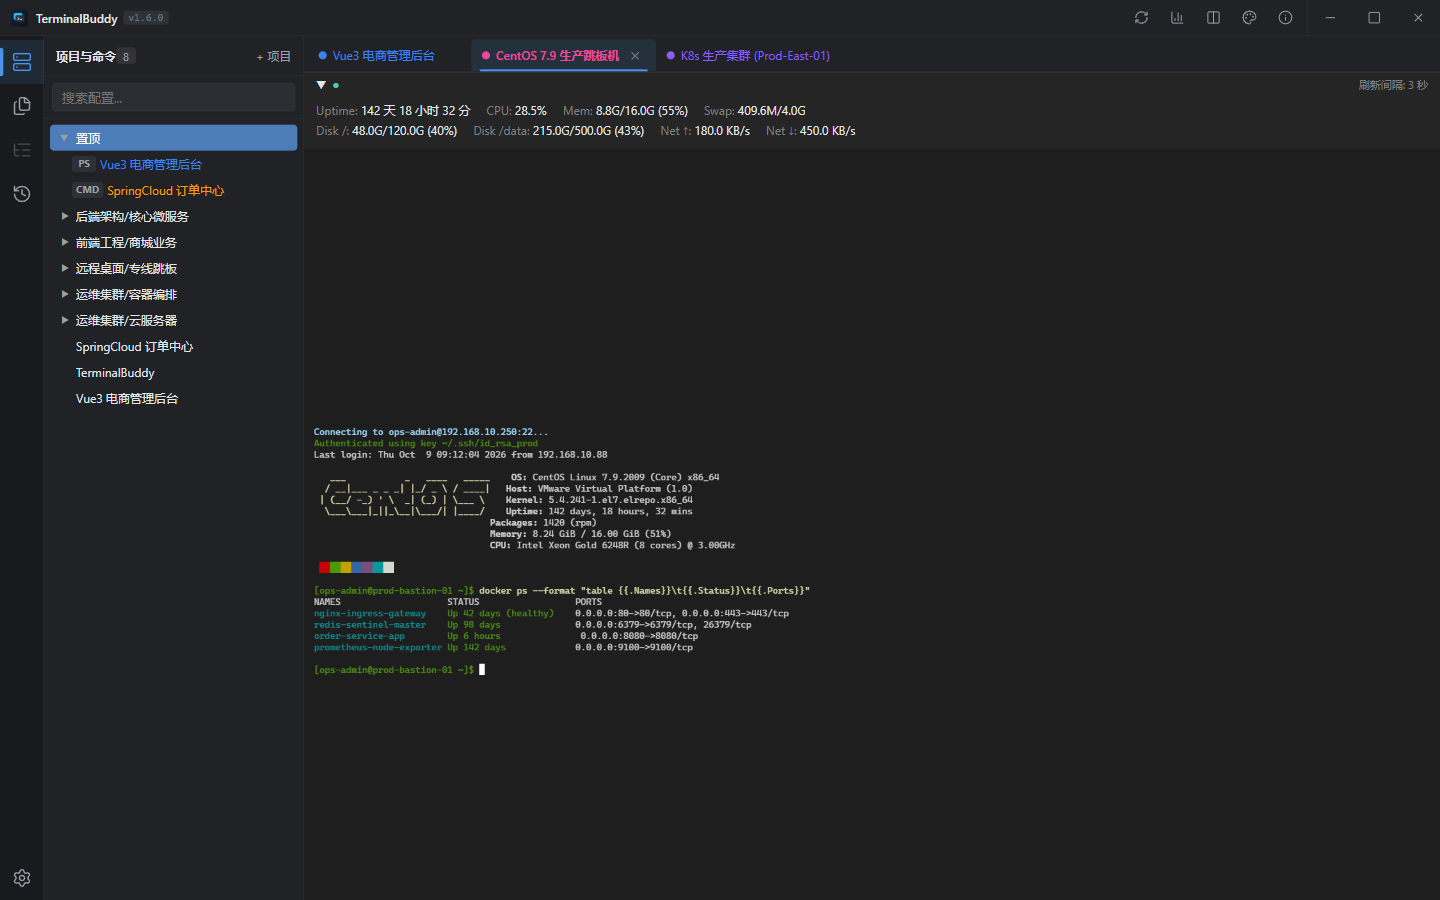 TerminalBuddy v1.6.0
项目与命令 8 + 项目
搜索配置...
置顶
PS Vue3 电商管理后台
CMD SpringCloud 订单中心
后端架构/核心微服务
前端工程/商城业务
远程桌面/专线跳板
运维集群/容器编排
运维集群/云服务器
SpringCloud 订单中心
TerminalBuddy
Vue3 电商管理后台
Vue3 电商管理后台 CentOS 7.9 生产跳板机 K8s 生产集群 (Prod-East-01)
刷新间隔: 3 秒
Uptime: 142 天 18 小时 32 分 CPU: 28.5% Mem: 8.8G/16.0G (55%) Swap: 409.6M/4.0G
Disk /: 48.0G/120.0G (40%) Disk /data: 215.0G/500.0G (43%) Net ↑: 180.0 KB/s Net ↓: 450.0 KB/s
Connecting to ops-admin@192.168.10.250:22...
Authenticated using key ~/.ssh/id_rsa_prod
Last login: Thu Oct  9 09:12:04 2026 from 192.168.10.88
OS: CentOS Linux 7.9.2009 (Core) x86_64
Host: VMware Virtual Platform (1.0)
Kernel: 5.4.241-1.el7.elrepo.x86_64
Uptime: 142 days, 18 hours, 32 mins
Packages: 1420 (rpm)
Memory: 8.24 GiB / 16.00 GiB (51%)
CPU: Intel Xeon Gold 6248R (8 cores) @ 3.00GHz
[ops-admin@prod-bastion-01 ~]$ docker ps --format "table {{.Names}}\t{{.Status}}\t{{.Ports}}"
NAMES STATUS PORTS
nginx-ingress-gateway Up 42 days (healthy) 0.0.0.0:80->80/tcp, 0.0.0.0:443->443/tcp
redis-sentinel-master Up 98 days 0.0.0.0:6379->6379/tcp, 26379/tcp
order-service-app Up 6 hours 0.0.0.0:8080->8080/tcp
prometheus-node-exporter Up 142 days 0.0.0.0:9100->9100/tcp
[ops-admin@prod-bastion-01 ~]$